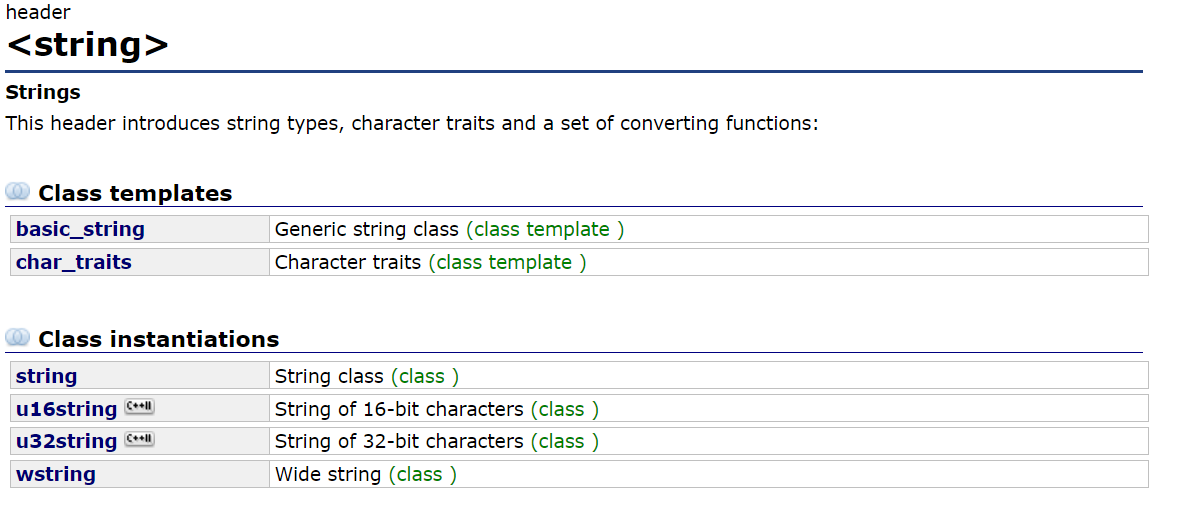 header
<string>
Strings
This header introduces string types, character traits and a set of converting functions:
Class templates
basic_string Generic string class (class template )
char_traits Character traits (class template )
Class instantiations
string String class (class )
u16string C++11 String of 16-bit characters (class )
u32string C++11 String of 32-bit characters (class )
wstring Wide string (class )